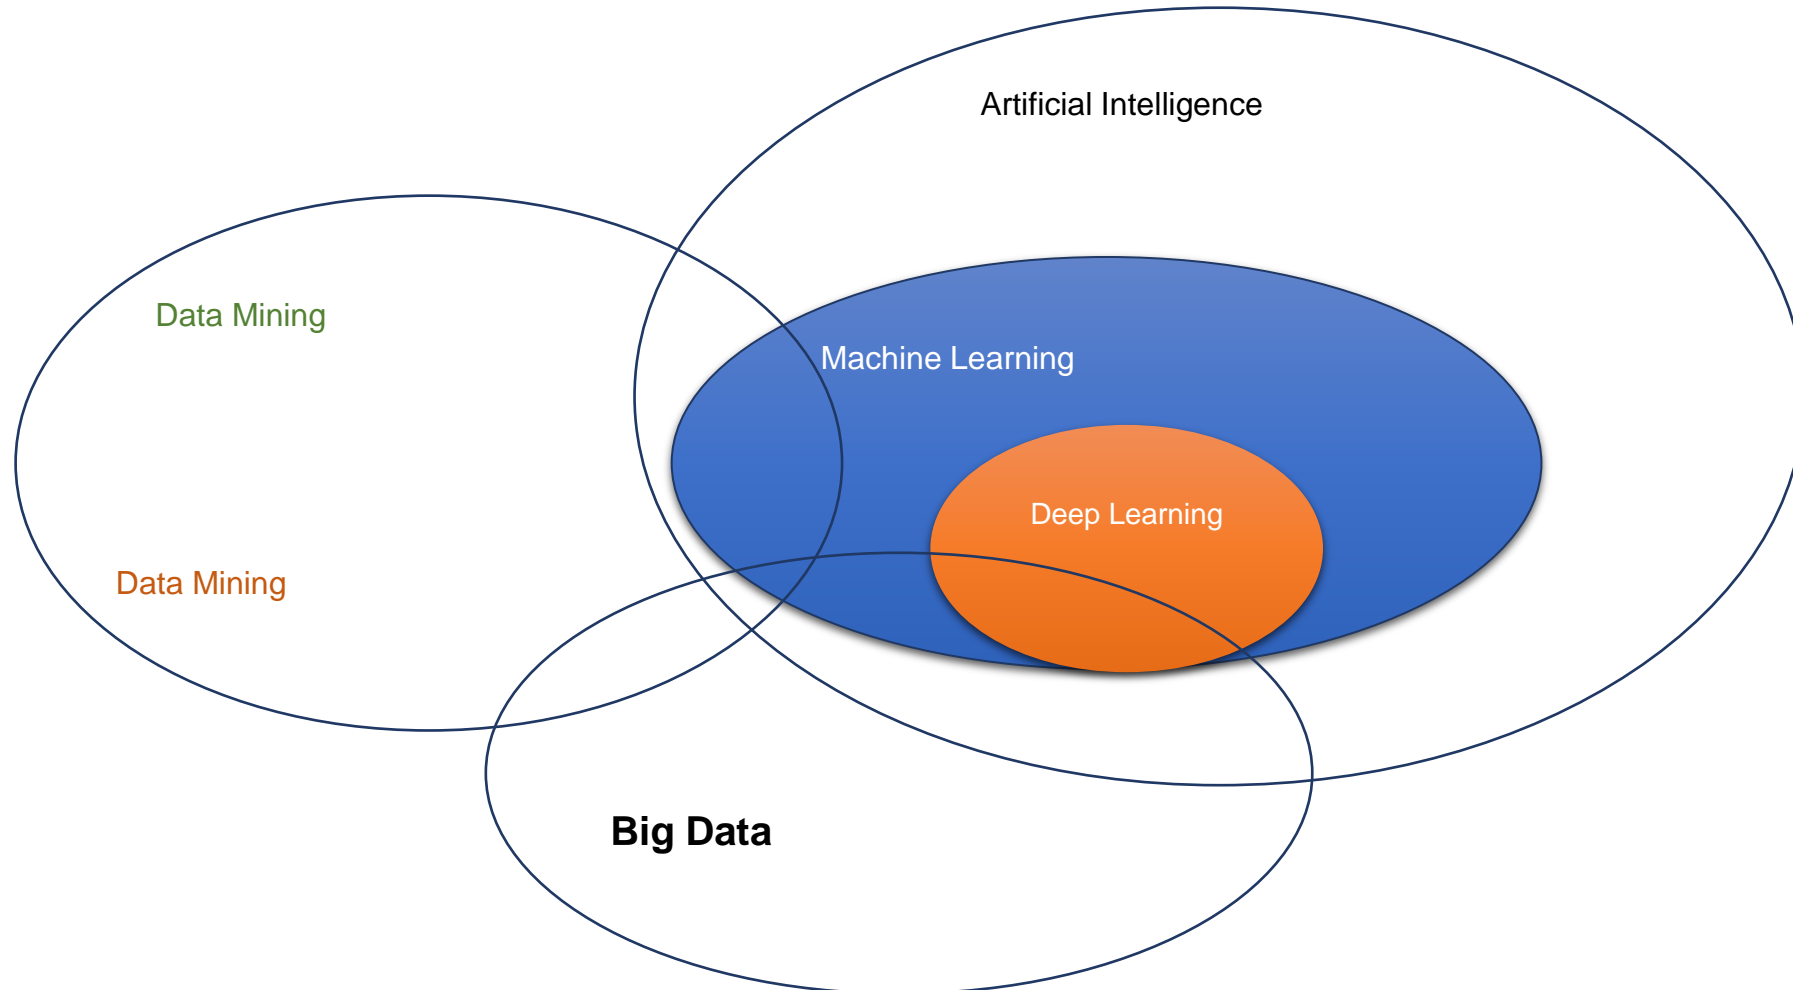 Artificial Intelligence
Data Mining
Machine Learning
Deep Learning
Data Mining
Big Data